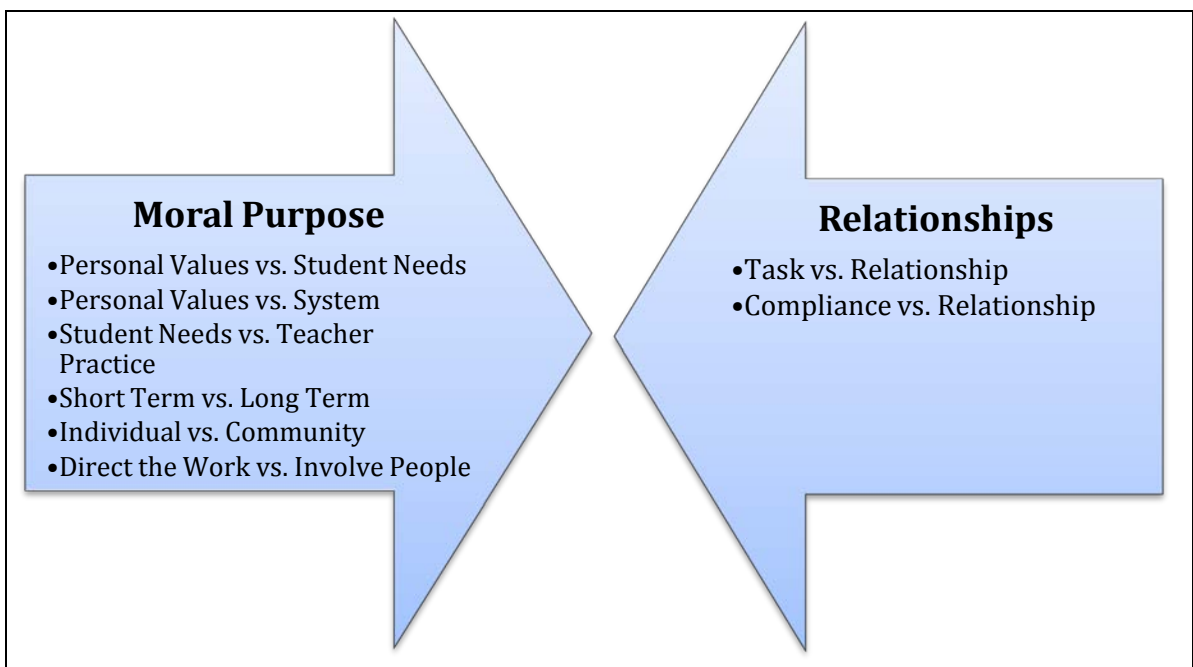 Moral Purpose
•Personal Values vs. Student Needs
•Personal Values vs. System
•Student Needs vs. Teacher
Practice
•Short Term vs. Long Term
•Individual vs. Community
•Direct the Work vs. Involve People
Relationships
•Task vs. Relationship
•Compliance vs. Relationship